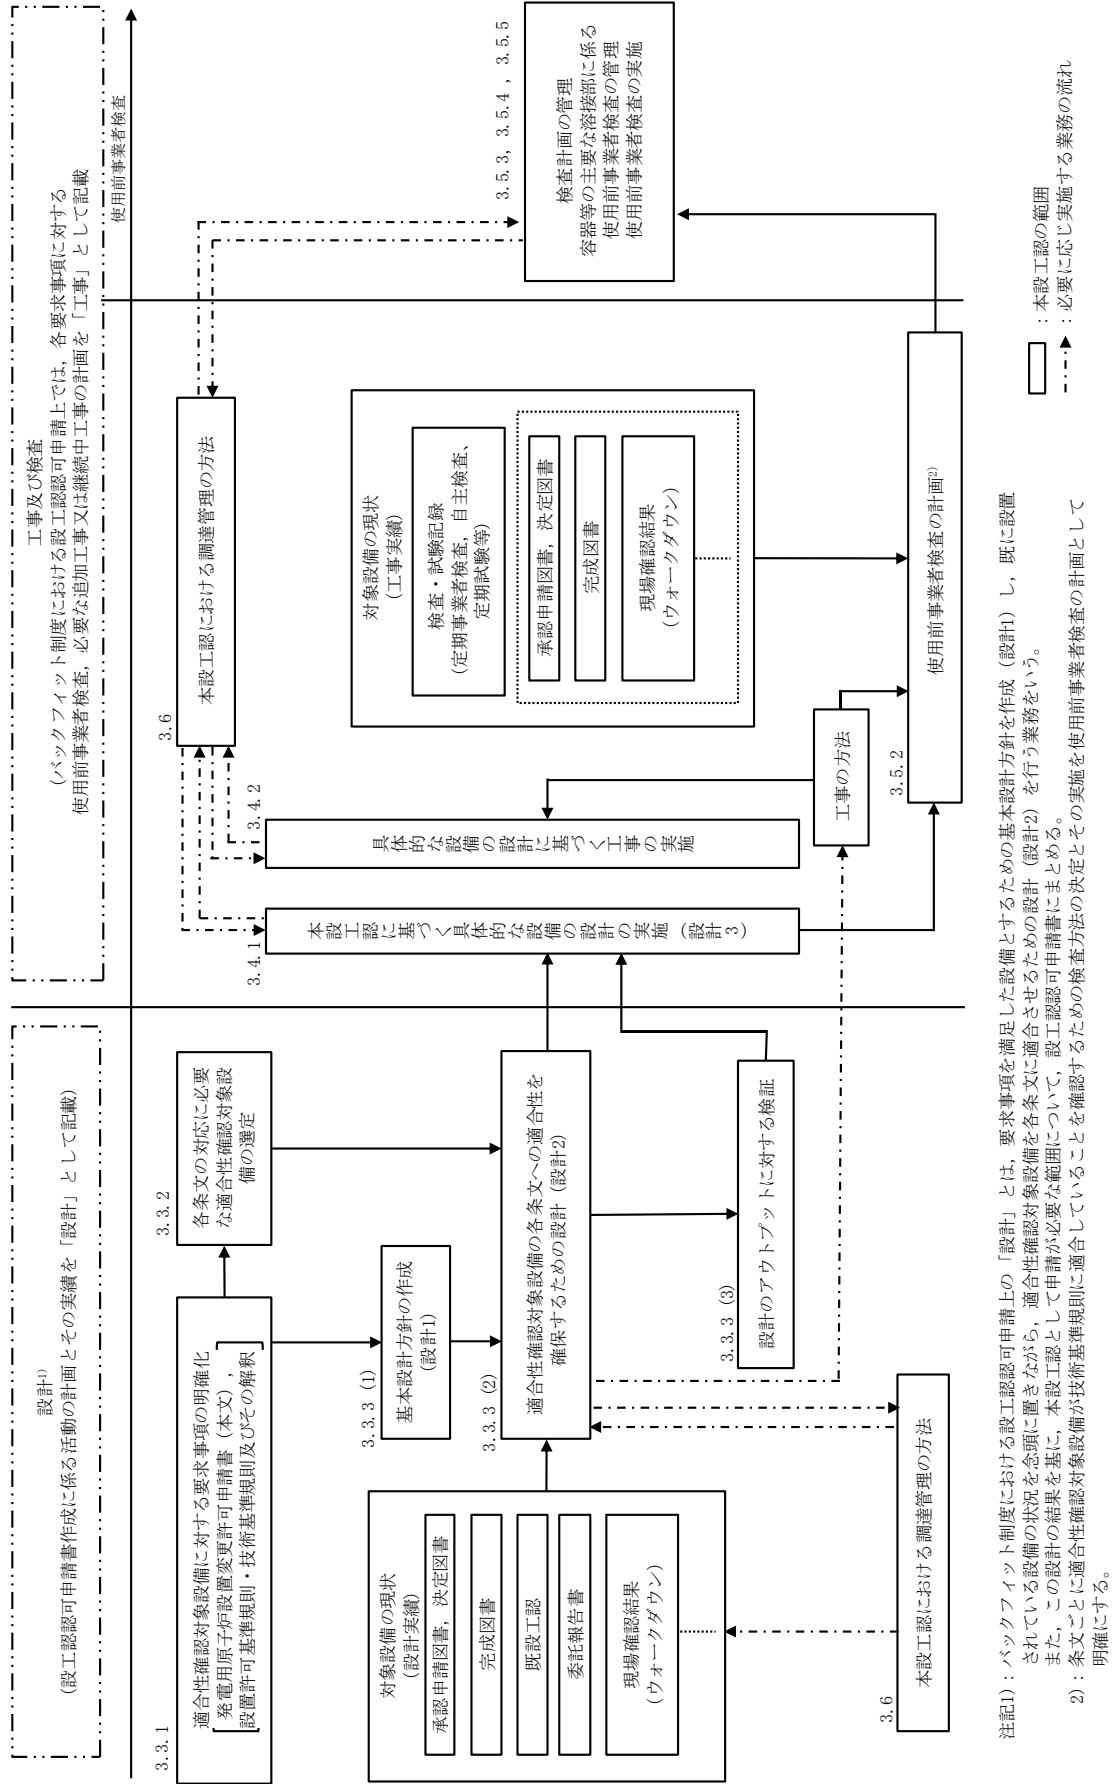 設計1)
(設工認認可申請書作成に係る活動の計画とその実績を「設計」として記載)
工事及び検査
(バックフィット制度における設工認認可申請上では，各要求事項に対する
使用前事業者検査，必要な追加工事又は継続中工事の計画を「工事」として記載
使用前事業者検査
3.3.1
適合性確認対象設備に対する要求事項の明確化
発電用原子炉設置変更許可申請書（本文），
設置許可基準規則・技術基準規則及びその解釈
3.3.2
各条文の対応に必要
な適合性確認対象設
備の選定
3.3.3 (1)
基本設計方針の作成
(設計1)
対象設備の現状
(設計実績)
承認申請図書，決定図書
完成図書
既設工認
委託報告書
現場確認結果
(ウォークダウン)
3.3.3 (2)
適合性確認対象設備の各条文への適合性を
確保するための設計（設計2）
3.3.3 (3)
設計のアウトプットに対する検証
3.6
本設工認における調達管理の方法
3.4.1
本設工認に基づく具体的な設備の設計の実施（設計3）
3.4.2
具体的な設備の設計に基づく工事の実施
3.6
本設工認における調達管理の方法
対象設備の現状
(工事実績)
検査・試験記録
(定期事業者検査，自主検査、
定期試験等)
承認申請図書，決定図書
完成図書
現場確認結果
(ウォークダウン)
工事の方法
3.5.2
使用前事業者検査の計画2)
3.5.3, 3.5.4 , 3.5.5
検査計画の管理
容器等の主要な溶接部に係る
使用前事業者検査の管理
使用前事業者検査の実施
：本設工認の範囲
：必要に応じ実施する業務の流れ
注記1)：バックフィット制度における設工認認可申請上の「設計」とは，要求事項を満足した設備とするための基本設計方針を作成（設計1）し，既に設置
されている設備の状況を念頭に置きながら，適合性確認対象設備を各条文に適合させるための設計（設計2）を行う業務をいう。
また，この設計の結果を基に，本設工認として申請が必要な範囲について，設工認認可申請書にまとめる。
2)：条文ごとに適合性確認対象設備が技術基準規則に適合していることを確認するための検査方法の決定とその実施を使用前事業者検査の計画として
明確にする。